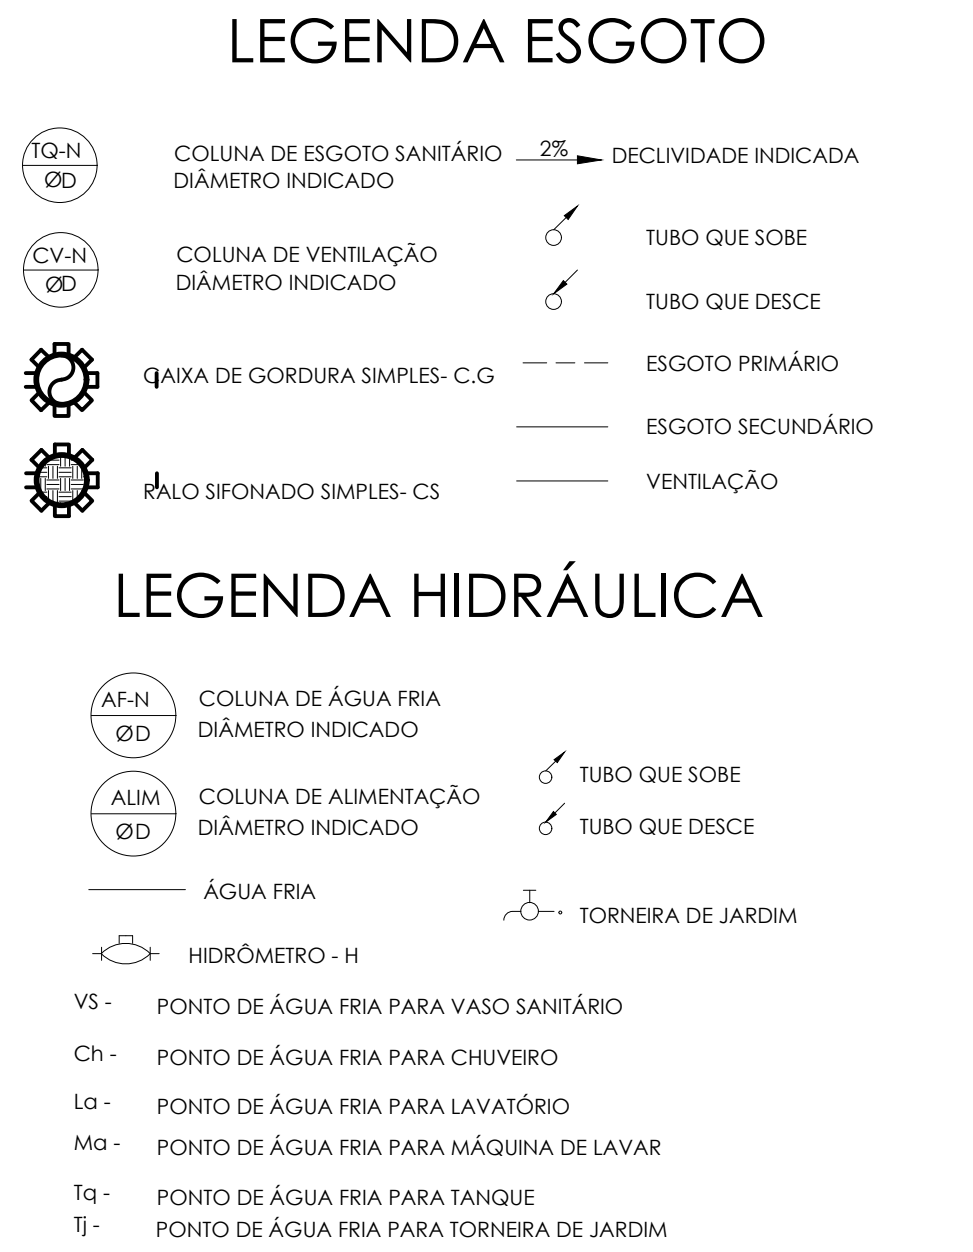 LEGENDA ESGOTO
TQ-N
ØD
COLUNA DE ESGOTO SANITÁRIO
DIÂMETRO INDICADO
2%
DECLIVIDADE INDICADA
TUBO QUE SOBE
CV-N
ØD
COLUNA DE VENTILAÇÃO
DIÂMETRO INDICADO
TUBO QUE DESCE
CAIXA DE GORDURA SIMPLES- C.G
ESGOTO PRIMÁRIO
ESGOTO SECUNDÁRIO
RALO SIFONADO SIMPLES- CS
VENTILAÇÃO
LEGENDA HIDRÁULICA
AF-N
ØD
COLUNA DE ÁGUA FRIA
DIÂMETRO INDICADO
TUBO QUE SOBE
ALIM
ØD
COLUNA DE ALIMENTAÇÃO
DIÂMETRO INDICADO
TUBO QUE DESCE
ÁGUA FRIA
TORNEIRA DE JARDIM
HIDRÔMETRO - H
VS - PONTO DE ÁGUA FRIA PARA VASO SANITÁRIO
Ch - PONTO DE ÁGUA FRIA PARA CHUVEIRO
La - PONTO DE ÁGUA FRIA PARA LAVATÓRIO
Ma - PONTO DE ÁGUA FRIA PARA MÁQUINA DE LAVAR
Tq - PONTO DE ÁGUA FRIA PARA TANQUE
Tj - PONTO DE ÁGUA FRIA PARA TORNEIRA DE JARDIM